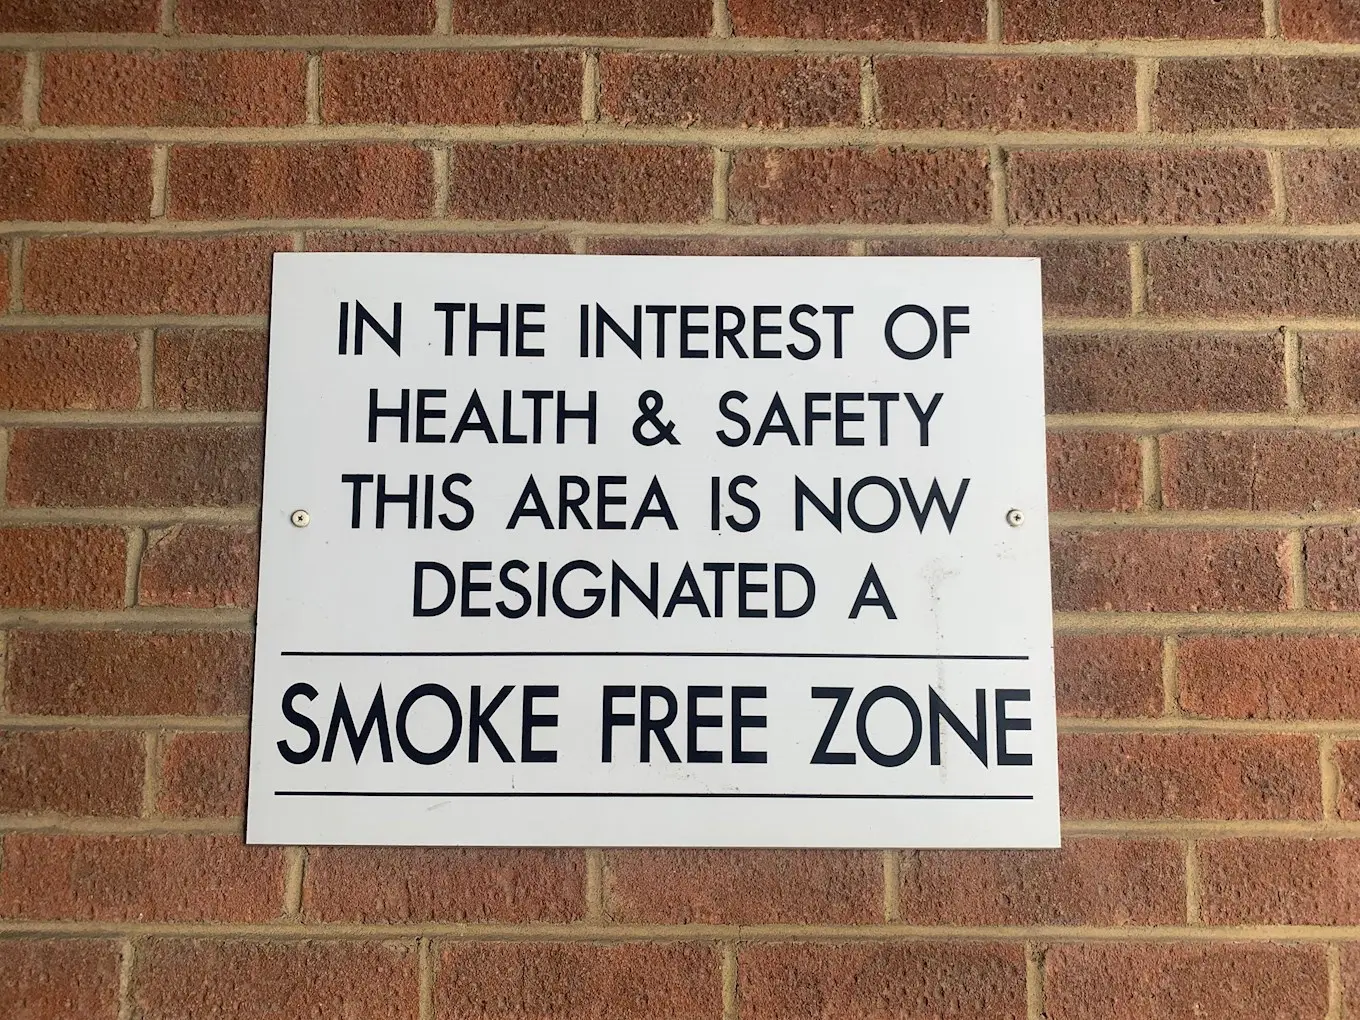 IN THE INTEREST OF
HEALTH & SAFETY
THIS AREA IS NOW
DESIGNATED A
SMOKE FREE ZONE